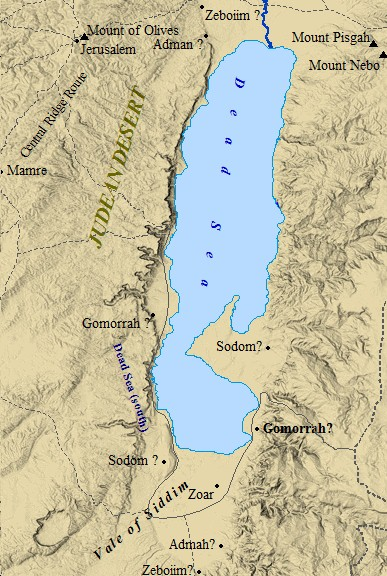 Zeboiim ?
Mount of Olives
Jerusalem
Adman ?
Mount Pisgah
Mount Nebo
Central Ridge Route
Dead Sea
JUDEAN DESERT
Mamre
Gomorrah ?
Sodom?
Dead Sea (south)
Gomorrah?
Sodom ?
Zoar
Vale of Siddim
Admah?
Zeboiim?